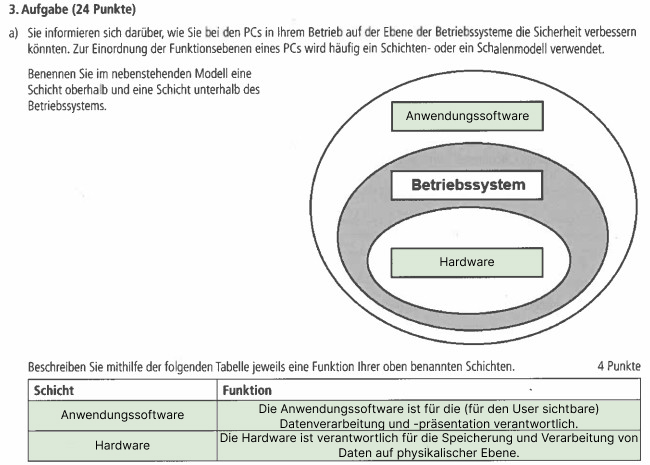 3. Aufgabe (24 Punkte)
a) Sie informieren sich darüber, wie Sie bei den PCs in Ihrem Betrieb auf der Ebene der Betriebssysteme die Sicherheit verbessern
könnten. Zur Einordnung der Funktionsebenen eines PCs wird häufig ein Schichten- oder ein Schalenmodell verwendet.
Benennen Sie im nebenstehenden Modell eine
Schicht oberhalb und eine Schicht unterhalb des
Betriebssystems.
Anwendungssoftware
Betriebssystem
Hardware
Beschreiben Sie mithilfe der folgenden Tabelle jeweils eine Funktion Ihrer oben benannten Schichten. 4 Punkte
Schicht Funktion
Anwendungssoftware
Die Anwendungssoftware ist für die (für den User sichtbare)
Datenverarbeitung und -präsentation verantwortlich.
Hardware
Die Hardware ist verantwortlich für die Speicherung und Verarbeitung von
Daten auf physikalischer Ebene.